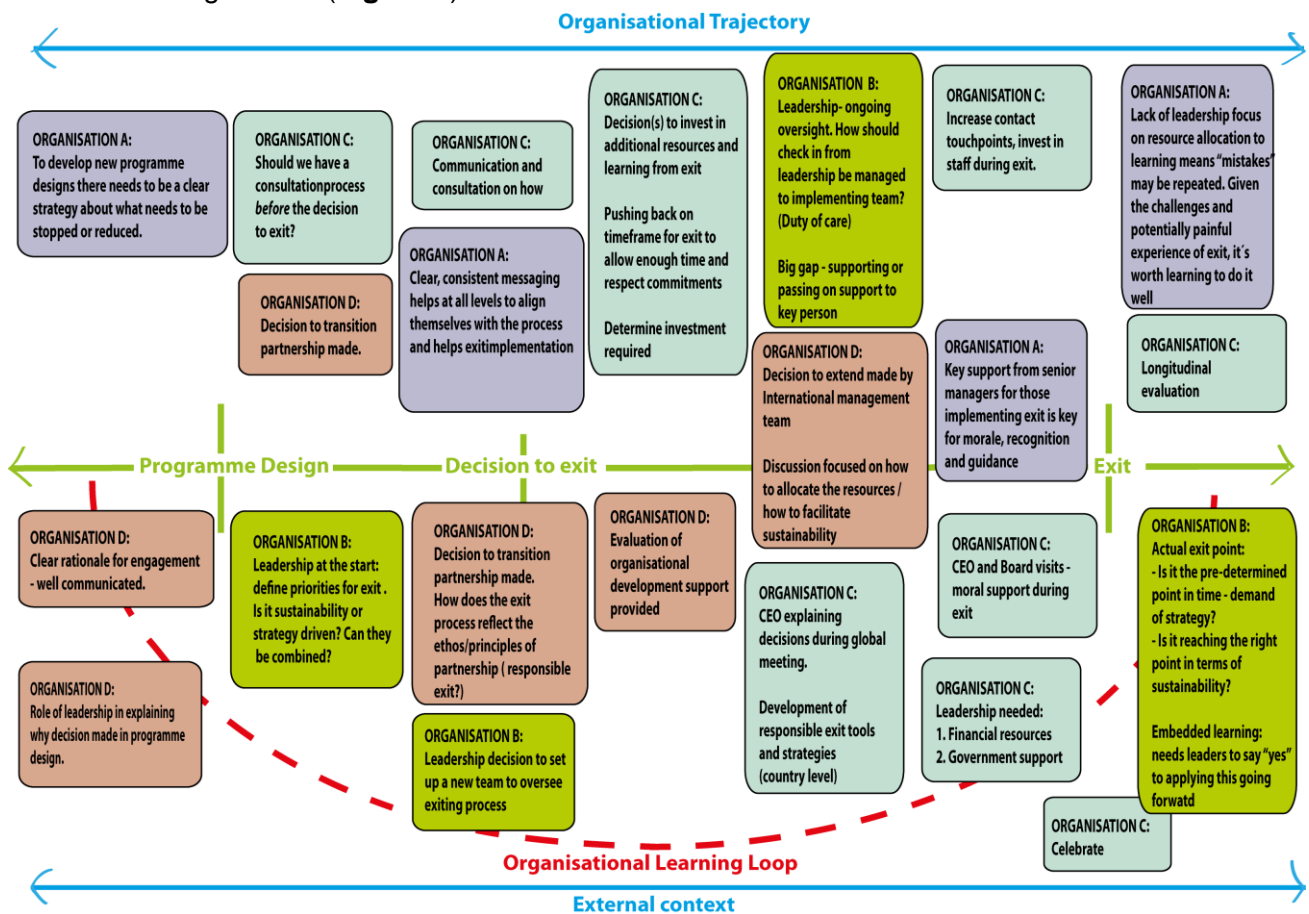 Organisational Trajectory
ORGANISATION A:
To develop new programme
designs there needs to be a clear
strategy about what needs to be
stopped or reduced.
ORGANISATION C:
Should we have a
consultationprocess
before the decision
to exit?
ORGANISATION D:
Decision to transition
partnership made.
ORGANISATION C:
Communication and
consultation on how
ORGANISATION A:
Clear, consistent messaging
helps at all levels to align
themselves with the process
and helps exitimplementation
ORGANISATION C:
Decision(s) to invest in
additional resources and
learning from exit
Pushing back on
timeframe for exit to
allow enough time and
respect commitments
Determine investment
required
ORGANISATION B:
Leadership- ongoing
oversight. How should
check in from
leadership be managed
to implementing team?
(Duty of care)
Big gap - supporting or
passing on support to
key person
ORGANISATION D:
Decision to extend made by
International management
team
Discussion focused on how
to allocate the resources /
how to facilitate
sustainability
ORGANISATION C:
Increase contact
touchpoints, invest in
staff during exit.
ORGANISATION A:
Key support from senior
managers for those
implementing exit is key
for morale, recognition
and guidance
ORGANISATION A:
Lack of leadership focus
on resource allocation to
learning means “mistakes”
may be repeated. Given
the challenges and
potentially painful
experience of exit, it´s
worth learning to do it
well
ORGANISATION C:
Longitudinal
evaluation
Programme Design
Decision to exit
Exit
ORGANISATION D:
Clear rationale for engagement
- well communicated.
ORGANISATION D:
Role of leadership in explaining
why decision made in programme
design.
ORGANISATION B:
Leadership at the start:
define priorities for exit .
Is it sustainability or
strategy driven? Can they
be combined?
ORGANISATION D:
Decision to transition
partnership made.
How does the exit
process reflect the
ethos/principles of
partnership ( responsible
exit?)
ORGANISATION B:
Leadership decision to set
up a new team to oversee
exiting process
ORGANISATION D:
Evaluation of
organisational
development support
provided
ORGANISATION C:
CEO explaining
decisions during global
meeting.
Development of
responsible exit tools
and strategies
(country level)
ORGANISATION C:
CEO and Board visits -
moral support during
exit
ORGANISATION C:
Leadership needed:
1. Financial resources
2. Government support
ORGANISATION B:
Actual exit point:
- Is it the pre-determined
point in time - demand
of strategy?
- Is it reaching the right
point in terms of
sustainability?
Embedded learning:
needs leaders to say “yes”
to applying this going
forwatd
ORGANISATION C:
Celebrate
Organisational Learning Loop
External context